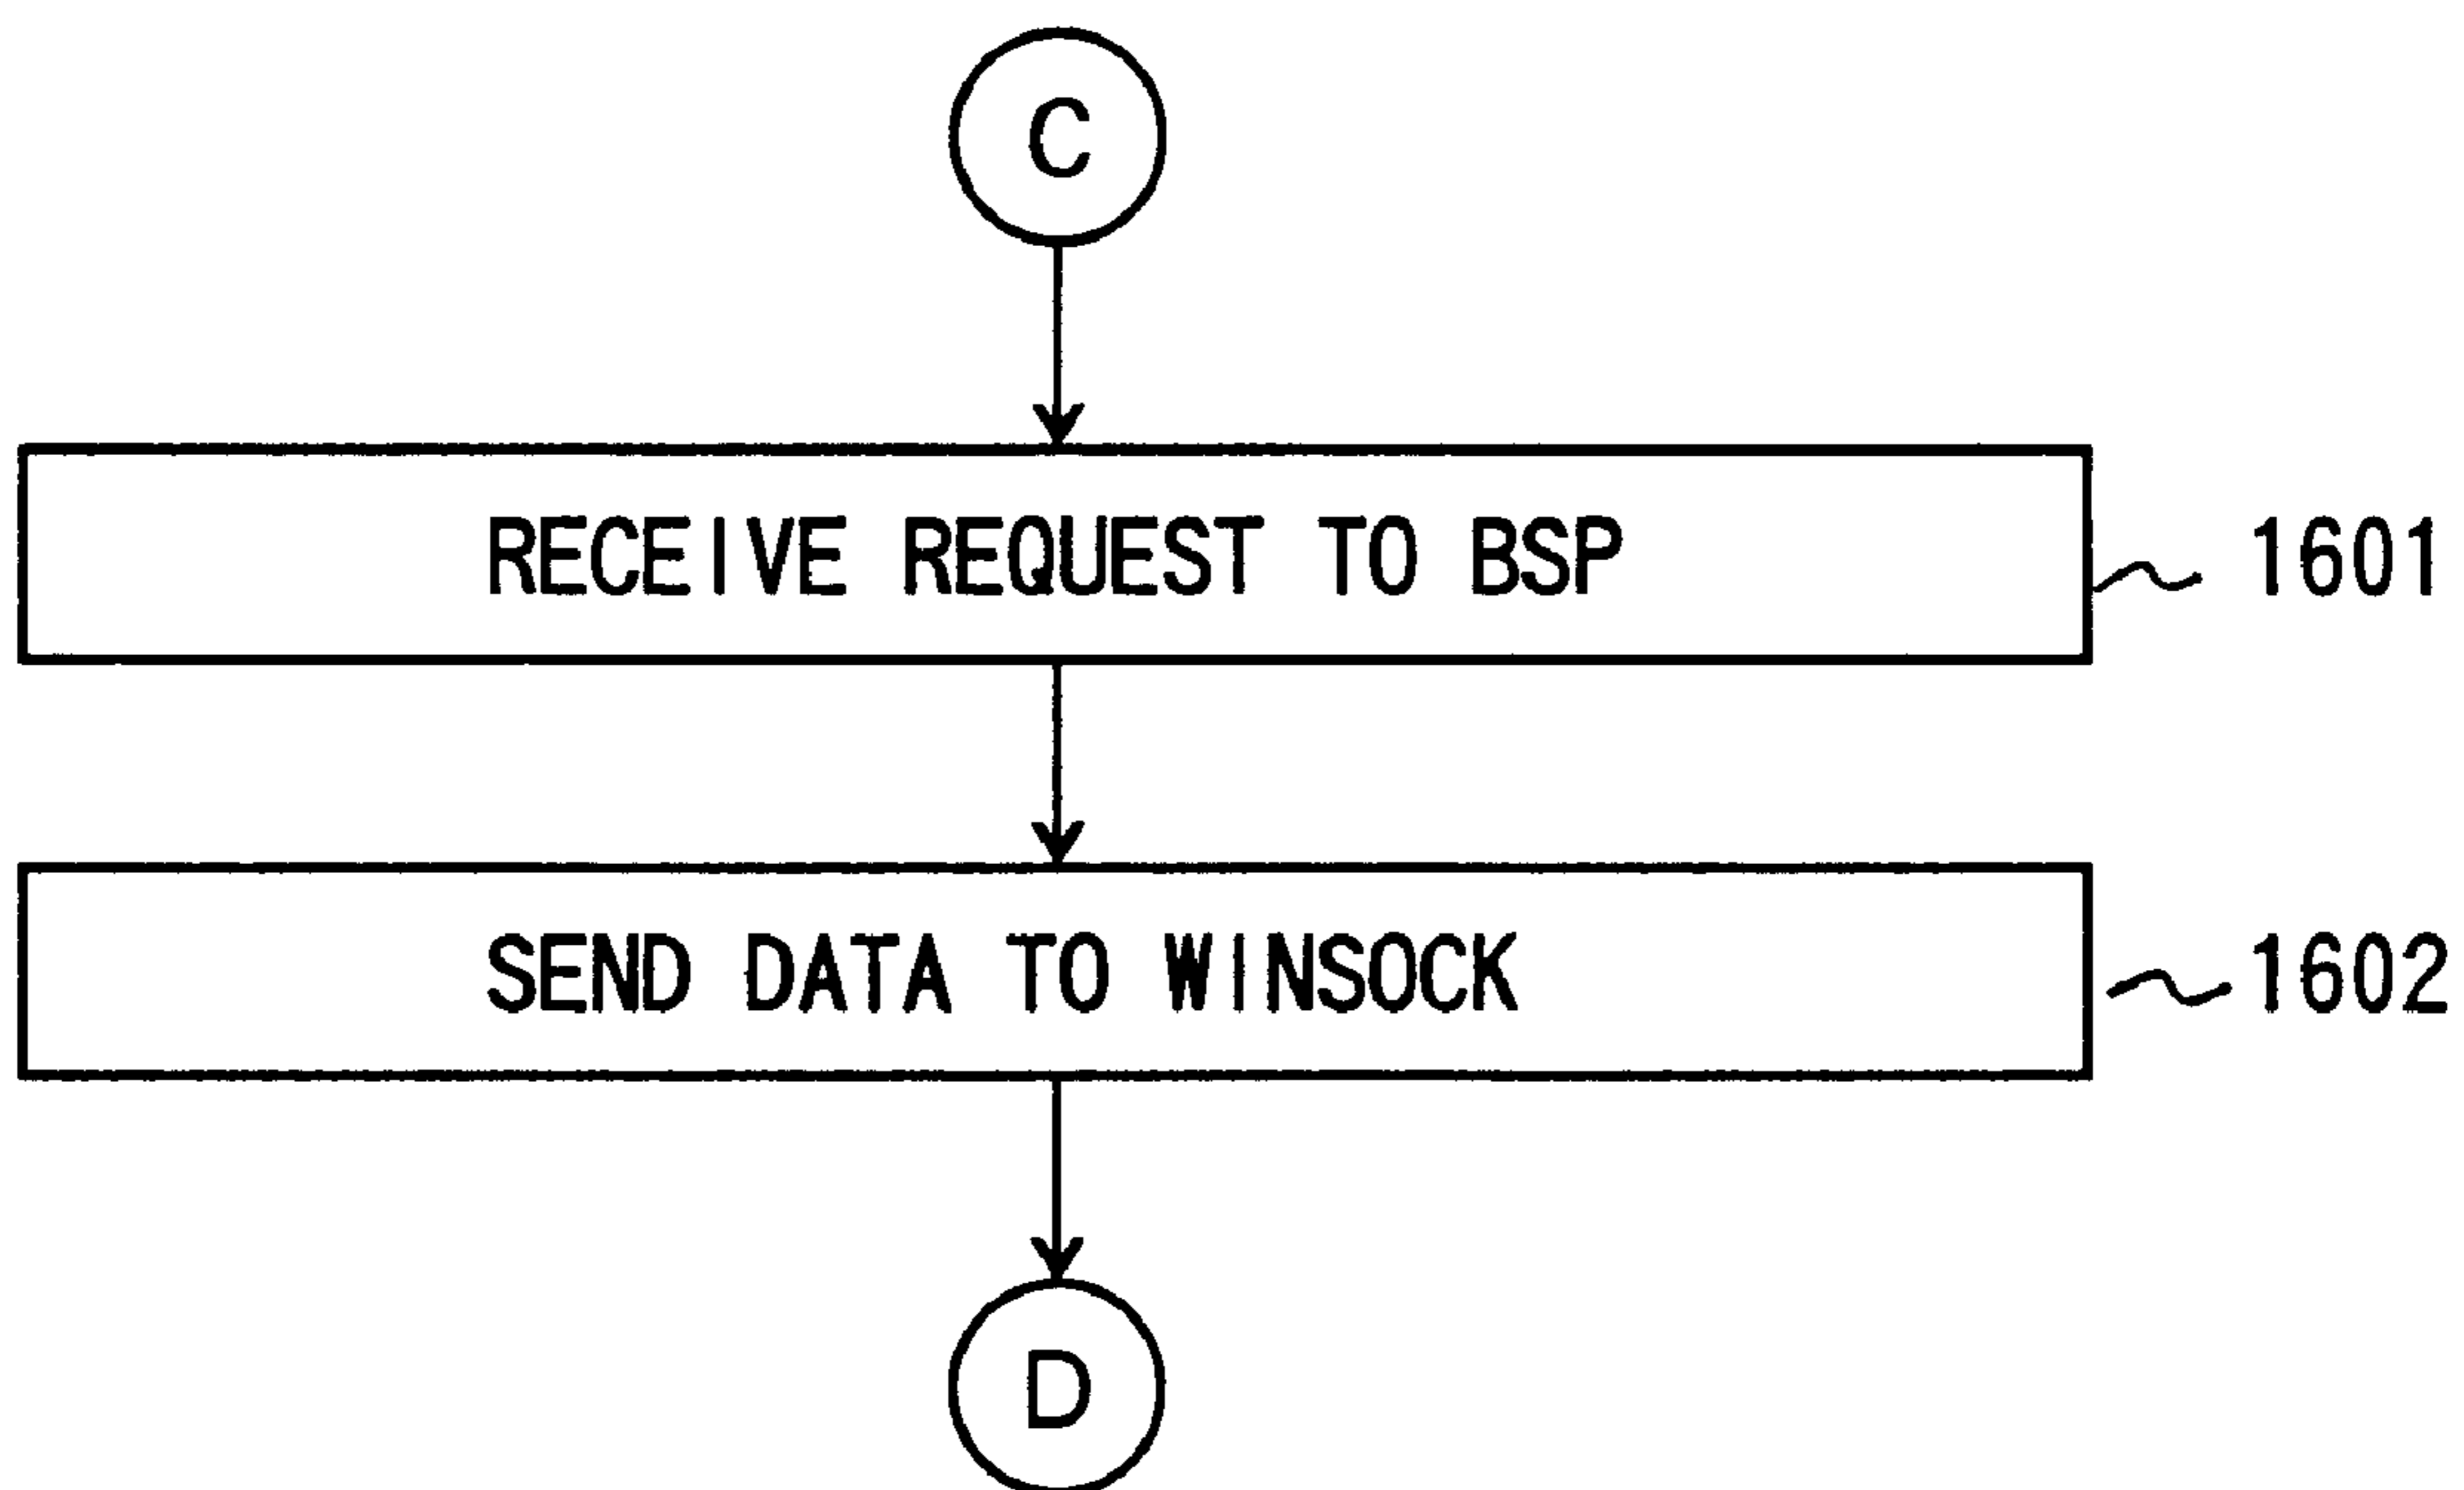 C
RECEIVE REQUEST TO BSP
1601
SEND DATA TO WINSOCK
1602
D